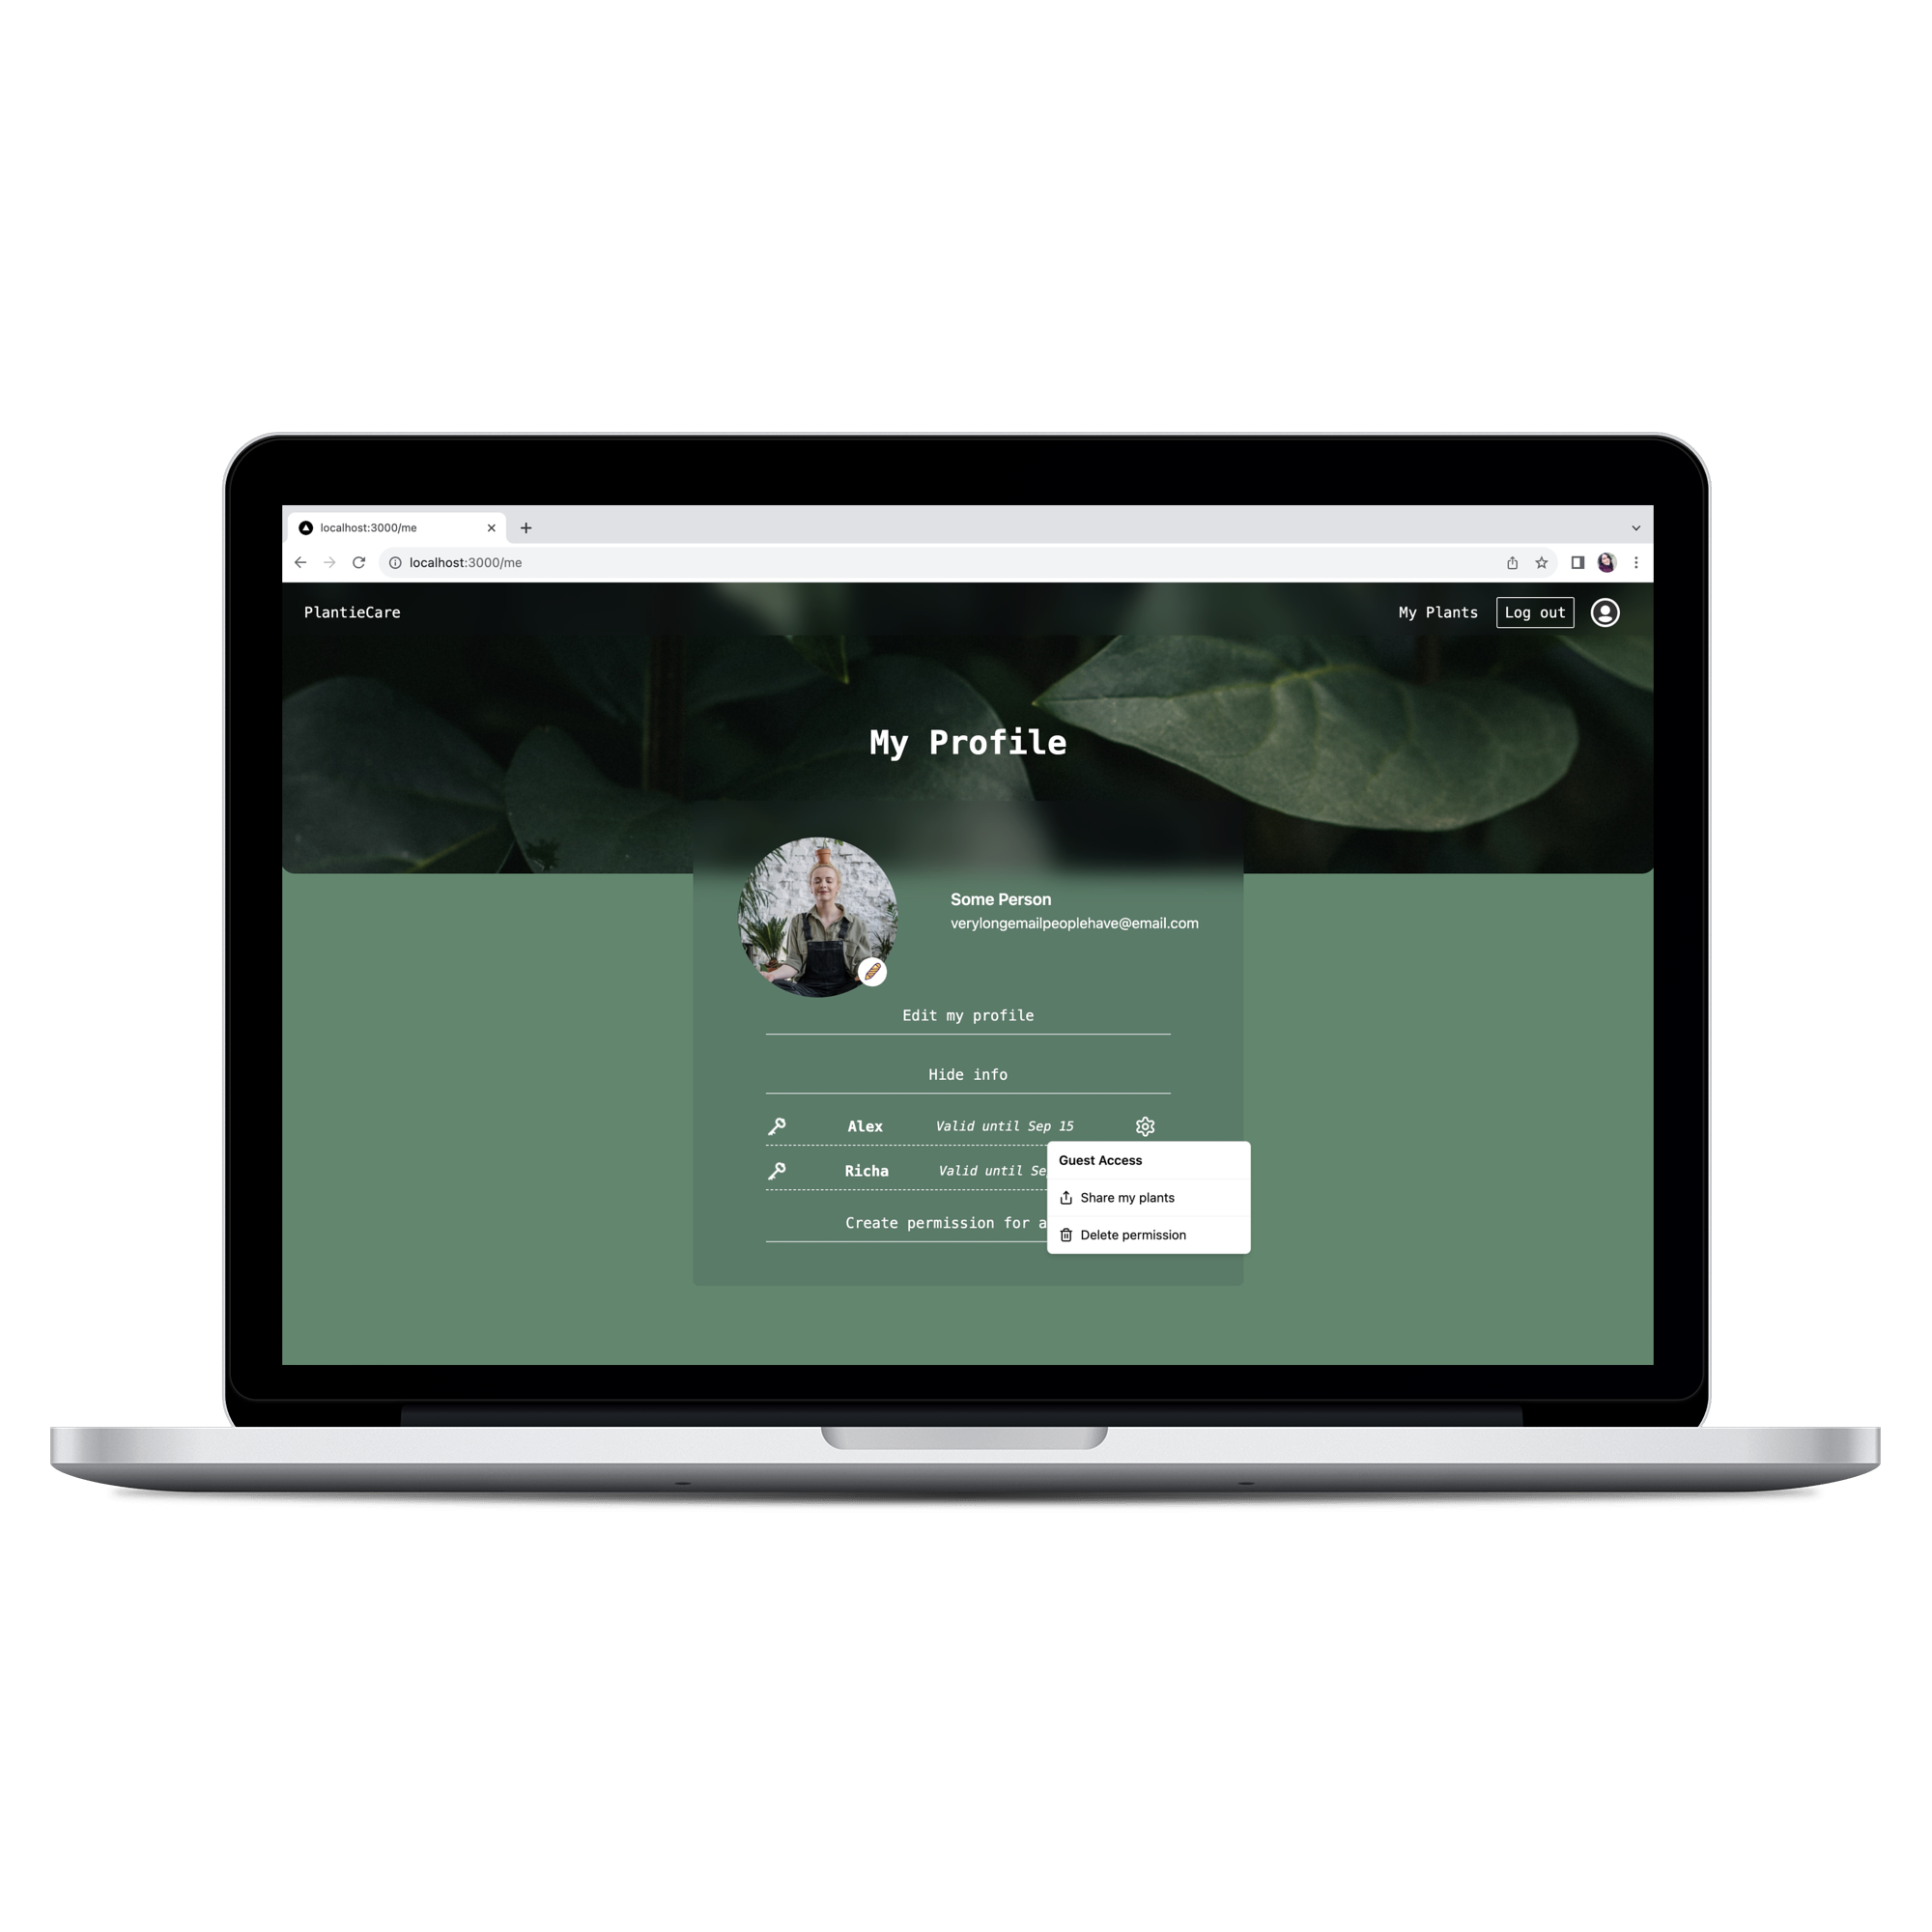 localhost:3000/me
localhost:3000/me
PlantieCare
My Plants
Log out
My Profile
Some Person
verylongemailpeoplehave@email.com
Edit my profile
Hide info
Alex Valid until Sep 15
Richa Valid until
Guest Access
Share my plants
Delete permission
Create permission for